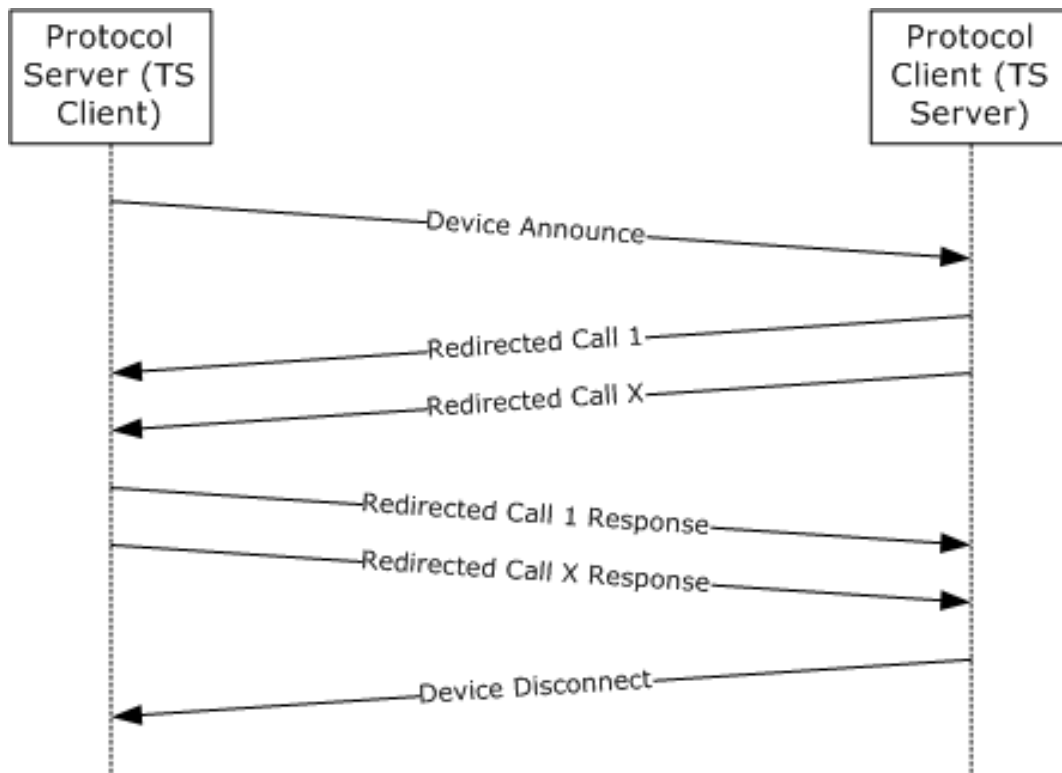 Protocol
Server (TS
Client)
Protocol
Client (TS
Server)
Device Announce
Redirected Call 1
Redirected Call X
Redirected Call 1 Response
Redirected Call X Response
Device Disconnect